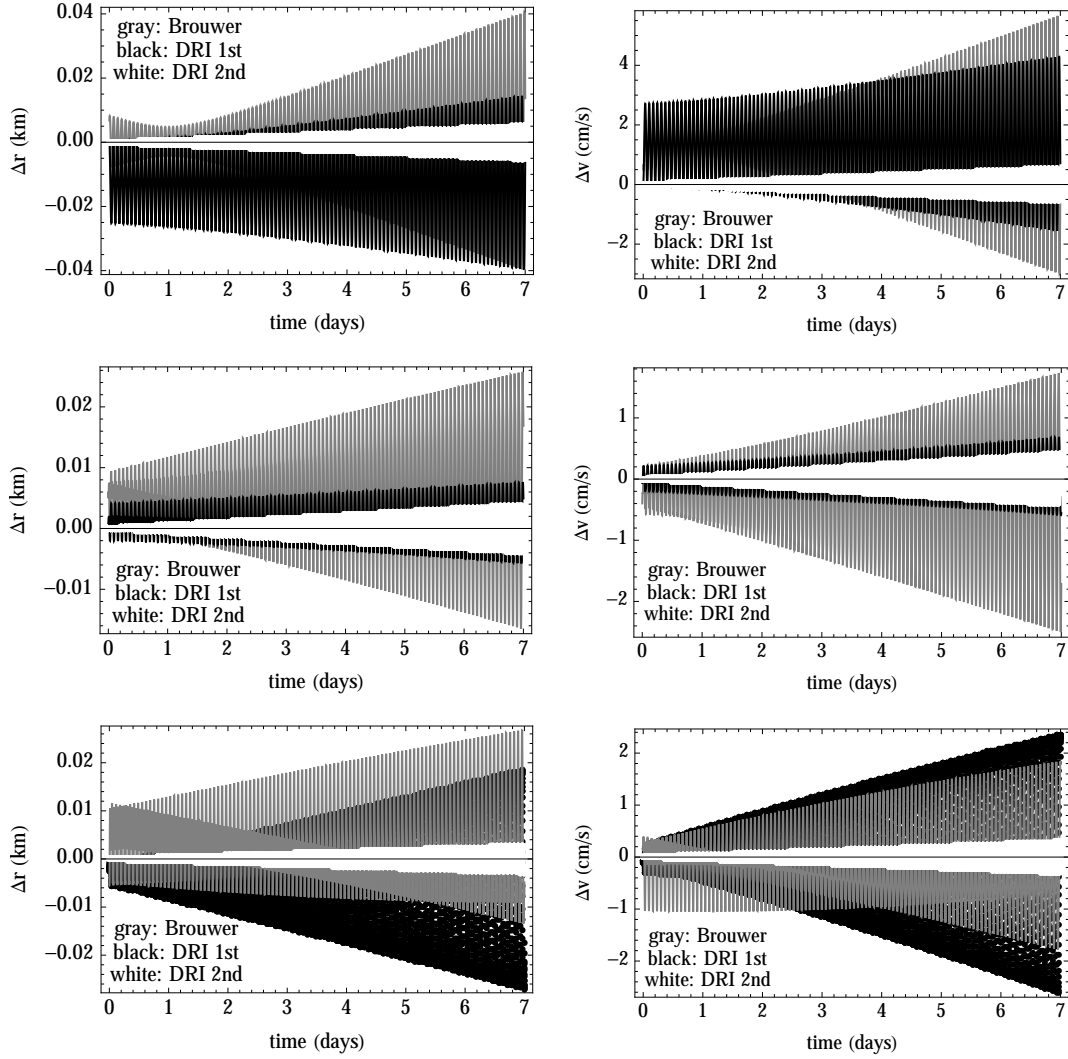 0.04
0.02
0.00
−0.02
−0.04
Δr (km)
gray: Brouwer
black: DRI 1st
white: DRI 2nd
0 1 2 3 4 5 6 7
time (days)
4
2
0
−2
Δv (cm/s)
gray: Brouwer
black: DRI 1st
white: DRI 2nd
0 1 2 3 4 5 6 7
time (days)
0.02
0.01
0.00
−0.01
Δr (km)
gray: Brouwer
black: DRI 1st
white: DRI 2nd
0 1 2 3 4 5 6 7
time (days)
1
0
−1
−2
Δv (cm/s)
gray: Brouwer
black: DRI 1st
white: DRI 2nd
0 1 2 3 4 5 6 7
time (days)
0.02
0.01
0.00
−0.01
−0.02
Δr (km)
gray: Brouwer
black: DRI 1st
white: DRI 2nd
0 1 2 3 4 5 6 7
time (days)
2
1
0
−1
−2
Δv (cm/s)
gray: Brouwer
black: DRI 1st
white: DRI 2nd
0 1 2 3 4 5 6 7
time (days)